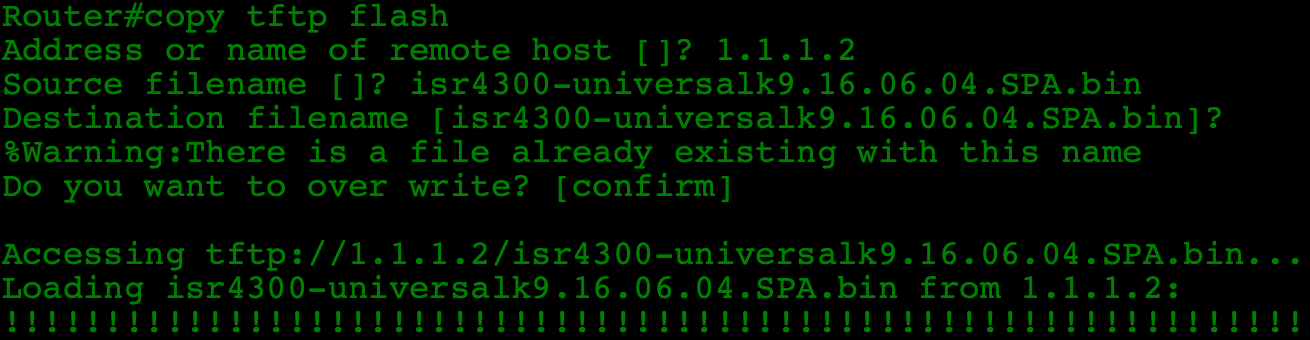 Router#copy tftp flash
Address or name of remote host []? 1.1.1.2
Source filename []? isr4300-universalk9.16.06.04.SPA.bin
Destination filename [isr4300-universalk9.16.06.04.SPA.bin]?
%Warning:There is a file already existing with this name
Do you want to over write? [confirm]
Accessing tftp://1.1.1.2/isr4300-universalk9.16.06.04.SPA.bin...
Loading isr4300-universalk9.16.06.04.SPA.bin from 1.1.1.2:
!!!!!!!!!!!!!!!!!!!!!!!!!!!!!!!!!!!!!!!!!!!!!!!!!!!!!!!!!!!!!!!!